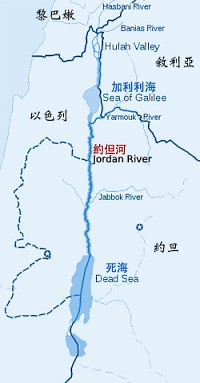 Hasbani River
黎巴嫩
Banias River
Hulah Valley
敘利亞
加利利海
Sea of Galilee
以色列
Yarmouk River
約但河
Jordan River
Jabbok River
約旦
死海
Dead Sea